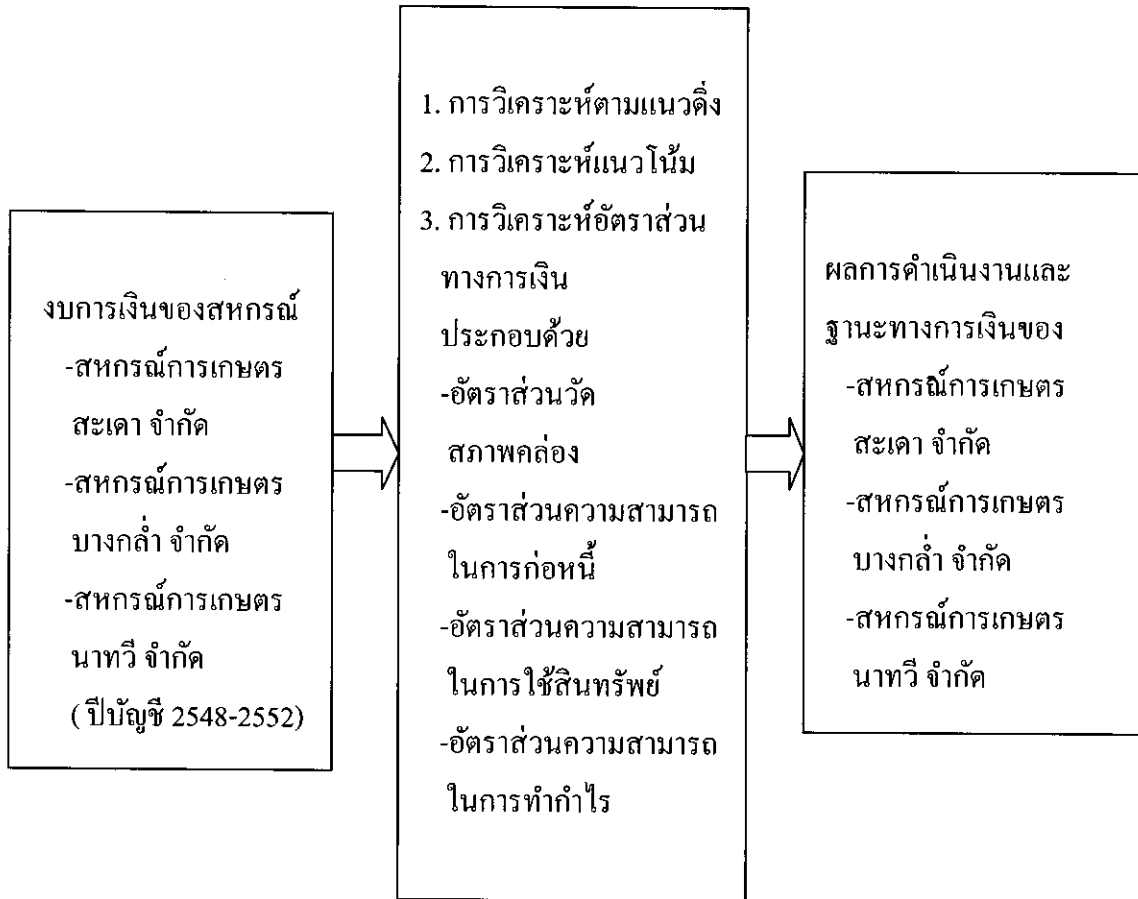 งบการเงินของสหกรณ์
-สหกรณ์การเกษตร
สะเดา จำกัด
-สหกรณ์การเกษตร
บางกล่ำ จำกัด
-สหกรณ์การเกษตร
นาทวี จำกัด
( ปีบัญชี 2548-2552)
1. การวิเคราะห์ตามแนวดิ่ง
2. การวิเคราะห์แนวโน้ม
3. การวิเคราะห์อัตราส่วน
ทางการเงิน
ประกอบด้วย
-อัตราส่วนวัด
สภาพคล่อง
-อัตราส่วนความสามารถ
ในการก่อหนี้
-อัตราส่วนความสามารถ
ในการใช้สินทรัพย์
-อัตราส่วนความสามารถ
ในการทำกำไร
ผลการดำเนินงานและ
ฐานะทางการเงินของ
-สหกรณ์การเกษตร
สะเดา จำกัด
-สหกรณ์การเกษตร
บางกล่ำ จำกัด
-สหกรณ์การเกษตร
นาทวี จำกัด